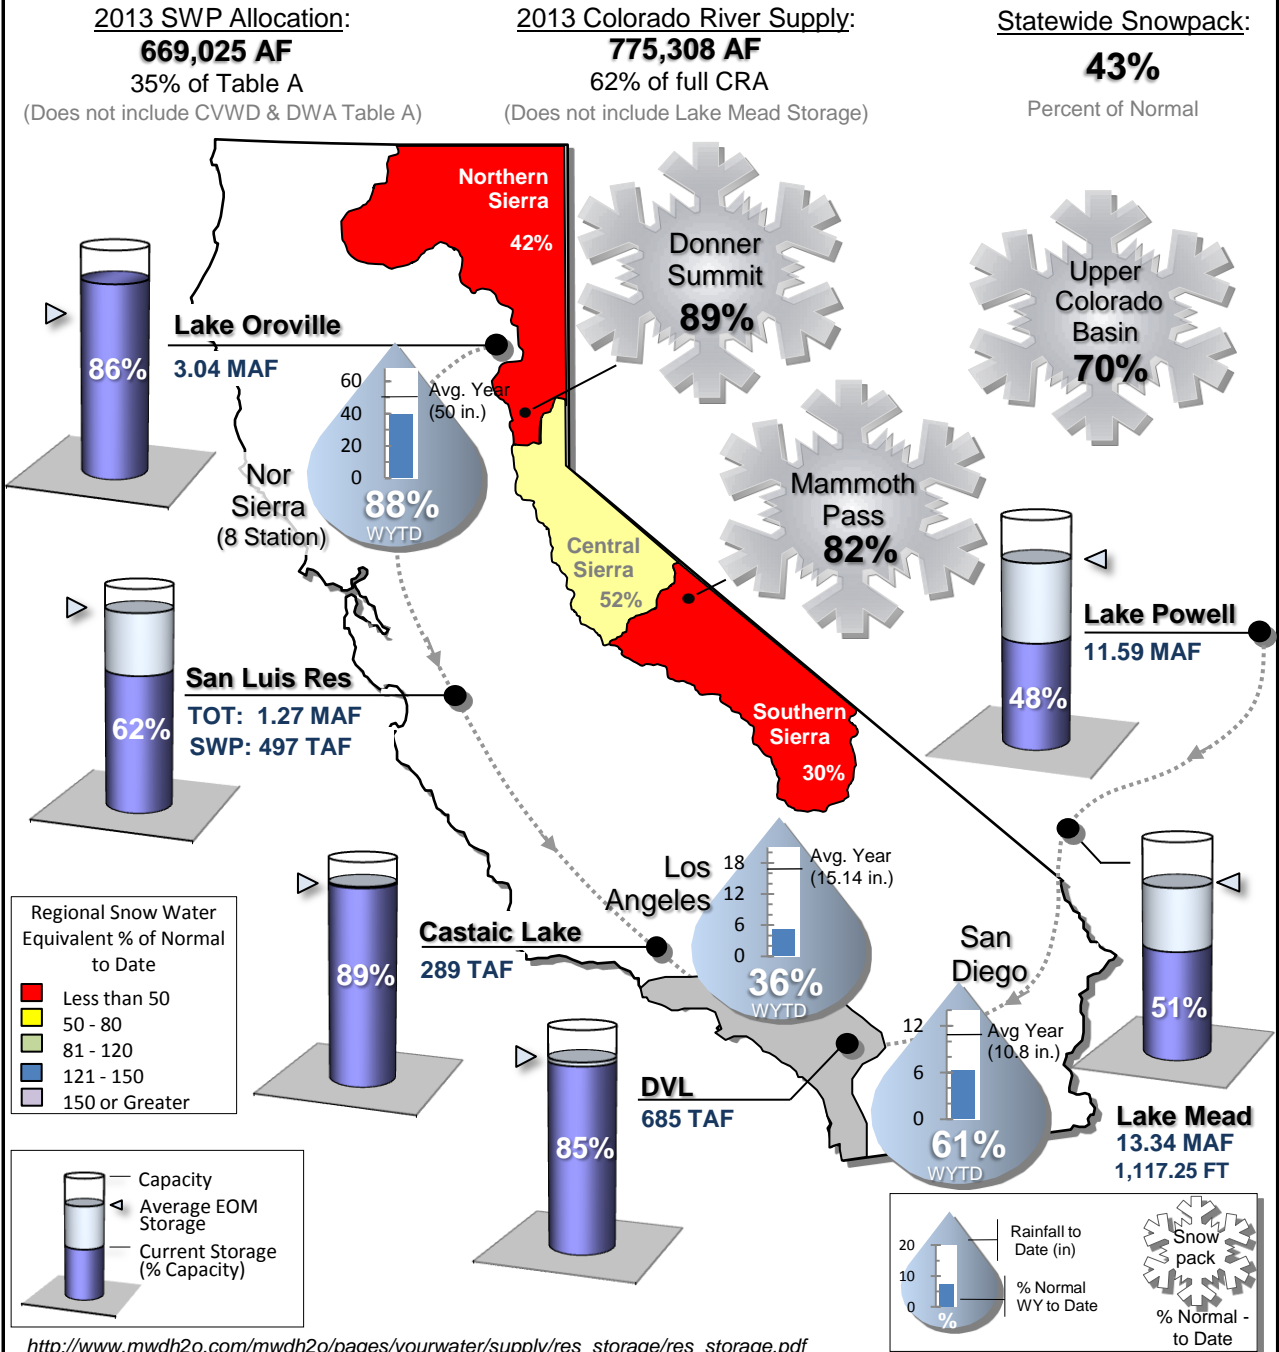 2013 SWP Allocation:
669,025 AF
35% of Table A
(Does not include CVWD & DWA Table A)
2013 Colorado River Supply:
775,308 AF
62% of full CRA
(Does not include Lake Mead Storage)
Statewide Snowpack:
43%
Percent of Normal
Northern
Sierra
42%
Donner
Summit
89%
Upper
Colorado
Basin
70%
86%
Lake Oroville
3.04 MAF
60
40
20
0
Avg. Year
(50 in.)
88%
WYTD
Nor
Sierra
(8 Station)
Mammoth
Pass
82%
Central
Sierra
52%
Lake Powell
11.59 MAF
48%
62%
San Luis Res
TOT: 1.27 MAF
SWP: 497 TAF
Southern
Sierra
30%
Los
Angeles
18
12
6
0
Avg. Year
(15.14 in.)
36%
WYTD
89%
Castaic Lake
289 TAF
San
Diego
12
6
0
Avg Year
(10.8 in.)
61%
WYTD
51%
Lake Mead
13.34 MAF
1,117.25 FT
85%
DVL
685 TAF
Regional Snow Water
Equivalent % of Normal
to Date
Less than 50
50 - 80
81 - 120
121 - 150
150 or Greater
Capacity
Average EOM
Storage
Current Storage
(% Capacity)
20
10
0
%
Rainfall to
Date (in)
% Normal
WY to Date
Snow
pack
% Normal -
to Date
http://www.mwdh2o.com/mwdh2o/pages/yourwater/supply/res_storage/res_storage.pdf